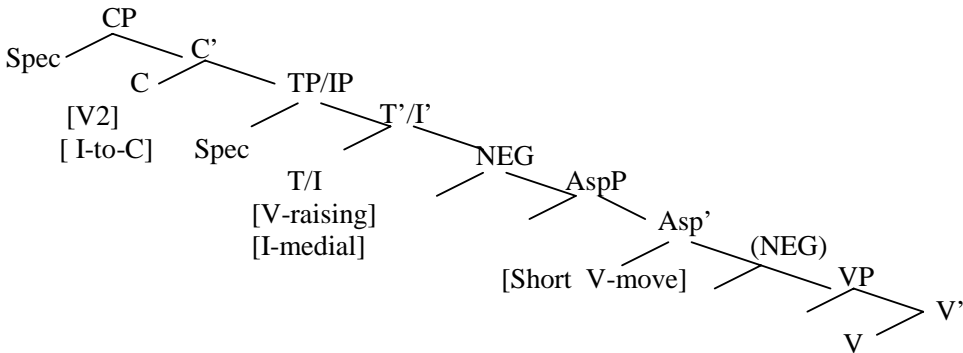 CP
Spec C’
C TP/IP
[V2] T’/I’
[ I-to-C] Spec NEG
T/I AspP
[V-raising] Asp’
[I-medial] (NEG)
[Short V-move] VP
V’
V